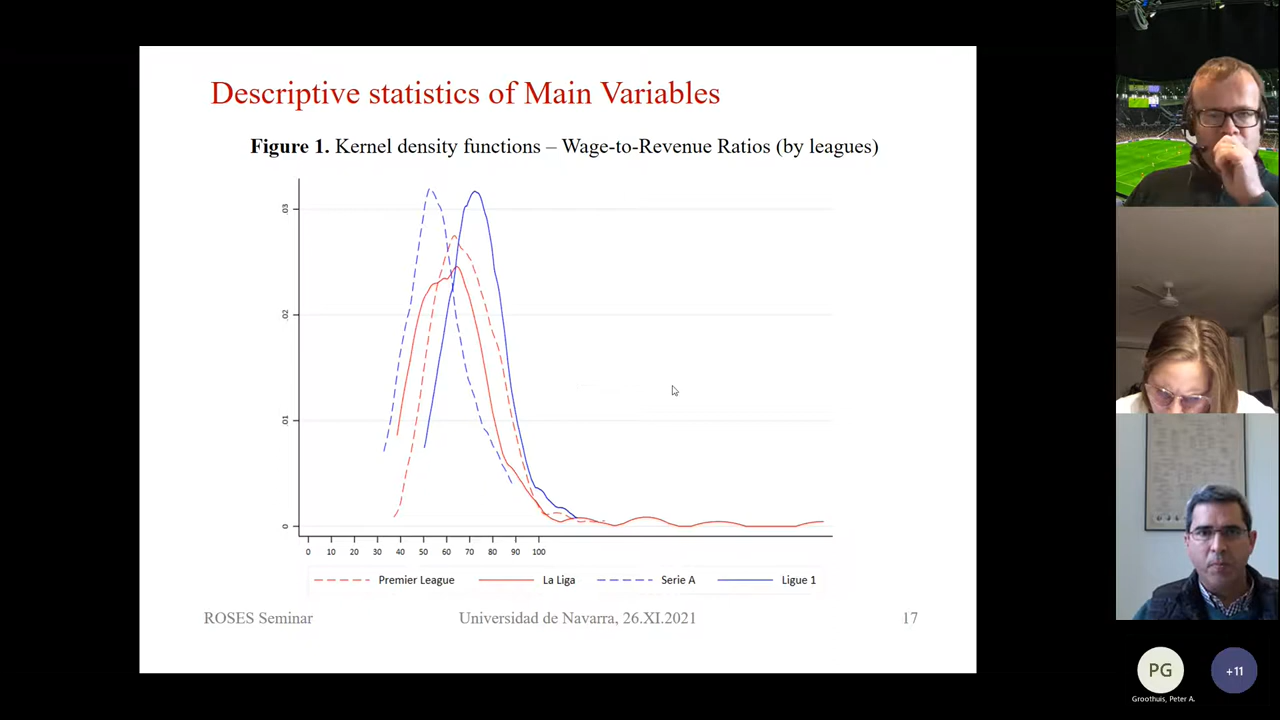 Descriptive statistics of Main Variables
Figure 1. Kernel density functions – Wage-to-Revenue Ratios (by leagues)
.03
.02
.01
0
0 10 20 30 40 50 60 70 80 90 100
Premier League La Liga Serie A Ligue 1
ROSES Seminar Universidad de Navarra, 26.XI.2021 17
PG +11
Groothuis, Peter A.